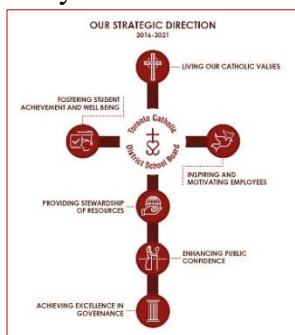 OUR STRATEGIC DIRECTION
2016-2021
LIVING OUR CATHOLIC VALUES
FOSTERING STUDENT
ACHIEVEMENT AND WELL BEING
Toronto Catholic
District School Board
INSPIRING AND
MOTIVATING EMPLOYEES
PROVIDING STEWARDSHIP
OF RESOURCES
ENHANCING PUBLIC
CONFIDENCE
ACHIEVING EXCELLENCE IN
GOVERNANCE